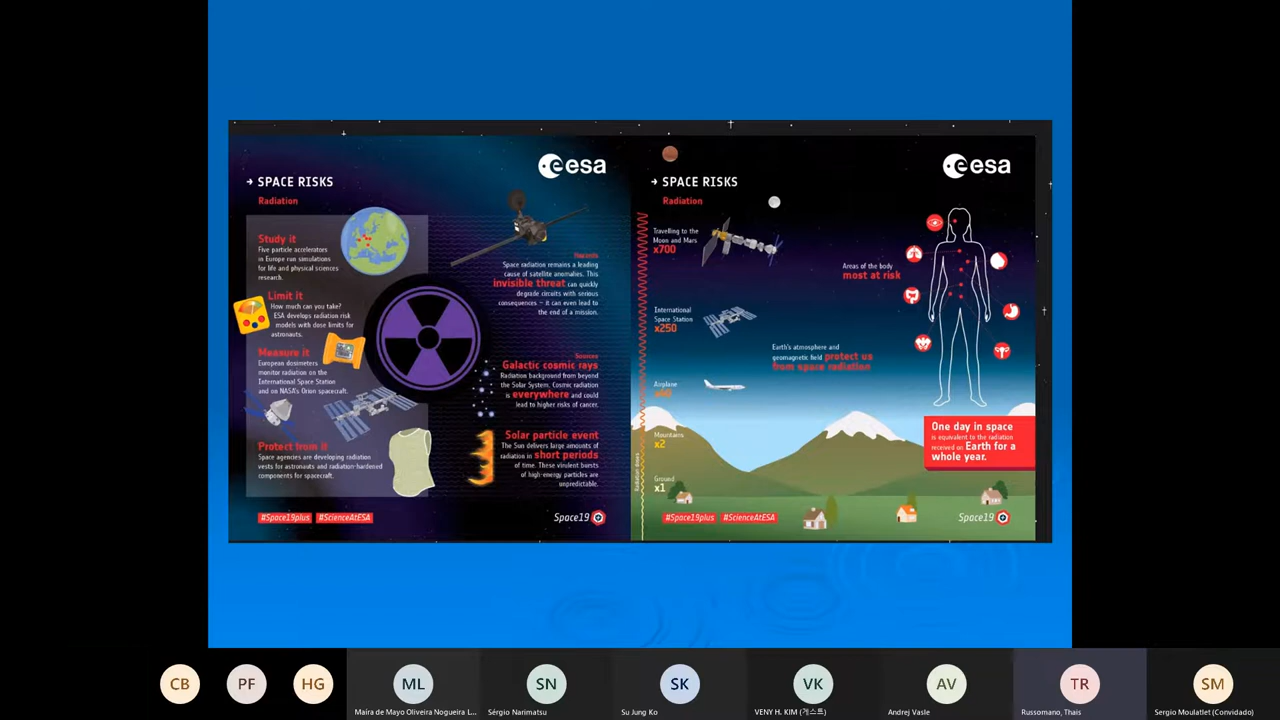 esa
→ SPACE RISKS
Radiation
Study it
Five particle accelerators
in Europe run simulations
for life and physical sciences
research.
Limit it
How much can you take?
ESA develops radiation risk
models with dose limits for
astronauts.
Measure it
European dosimeters
monitor radiation on the
International Space Station
and on NASA's Orion spacecraft.
Protect from it
Space agencies are developing radiation
vests for astronauts and radiation-hardened
components for spacecraft.
Hazards
Space radiation remains a leading
cause of satellite anomalies. This
invisible threat can quickly
degrade circuits with serious
consequences – it can even lead to
the end of a mission.
Sources
Galactic cosmic rays
Radiation background from beyond
the Solar System. Cosmic radiation
is everywhere and could
lead to higher risks of cancer.
Solar particle event
The Sun delivers large amounts of
radiation in short periods
of time. These virulent bursts
of high-energy particles are
unpredictable.
#Space19plus #ScienceAtESA
Space19
esa
→ SPACE RISKS
Radiation
Travelling to the
Moon and Mars
x700
International
Space Station
x250
Airplane
Mountains
x2
Ground
x1
Areas of the body
most at risk
Earth's atmosphere and
geomagnetic field protect us
from space radiation
One day in space
is equivalent to the radiation
received on Earth for a
whole year.
#Space19plus #ScienceAtESA
Space19
CB
PF
HG
ML
SN
SK
VK
AV
TR
SM
Maira de Mayo Oliveira Nogueira L...
Sérgio Narimatsu
Su Jung Ko
VENY H. KIM (게스트)
Andrej Vasle
Russomano, Thais
Sergio Moulatlet (Convidado)